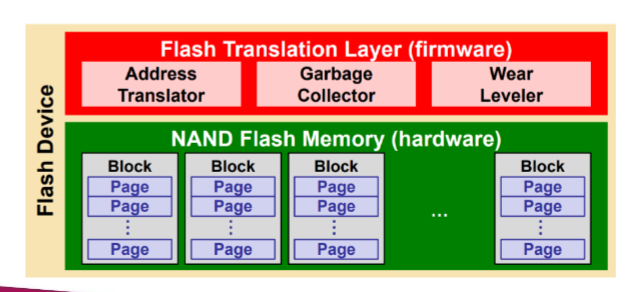 Flash Device
Flash Translation Layer (firmware)
Address
Translator
Garbage
Collector
Wear
Leveler
NAND Flash Memory (hardware)
Block
Page
Page
⋮
Page
Block
Page
Page
⋮
Page
Block
Page
Page
⋮
Page
...
Block
Page
Page
⋮
Page